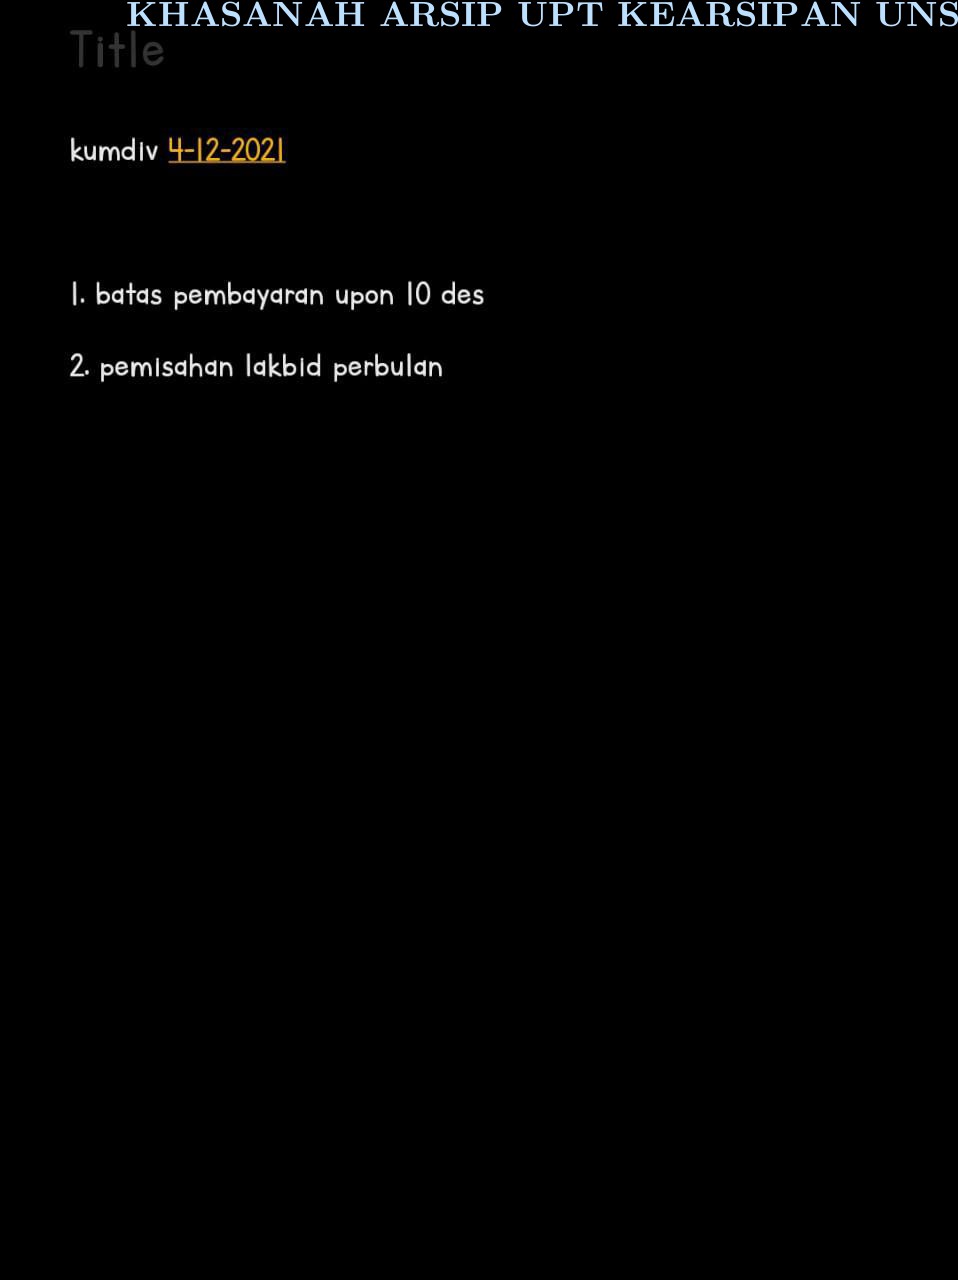 KHASANAH ARSIP UPT KEARSIPAN UNS
Title
kumdiv 4-12-2021
1. batas pembayaran upon 10 des
2. pemisahan lakbid perbulan